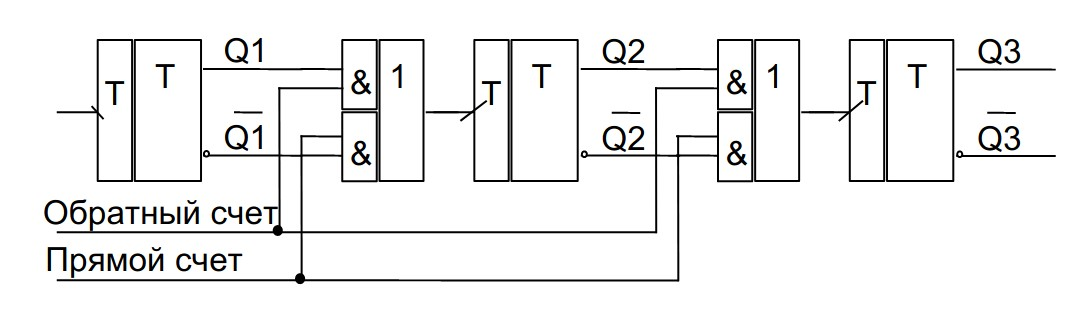 Q1 Q2 Q3
T T & 1 T T & 1 T T
Q1 Q2 Q3
& &
Обратный счет
Прямой счет